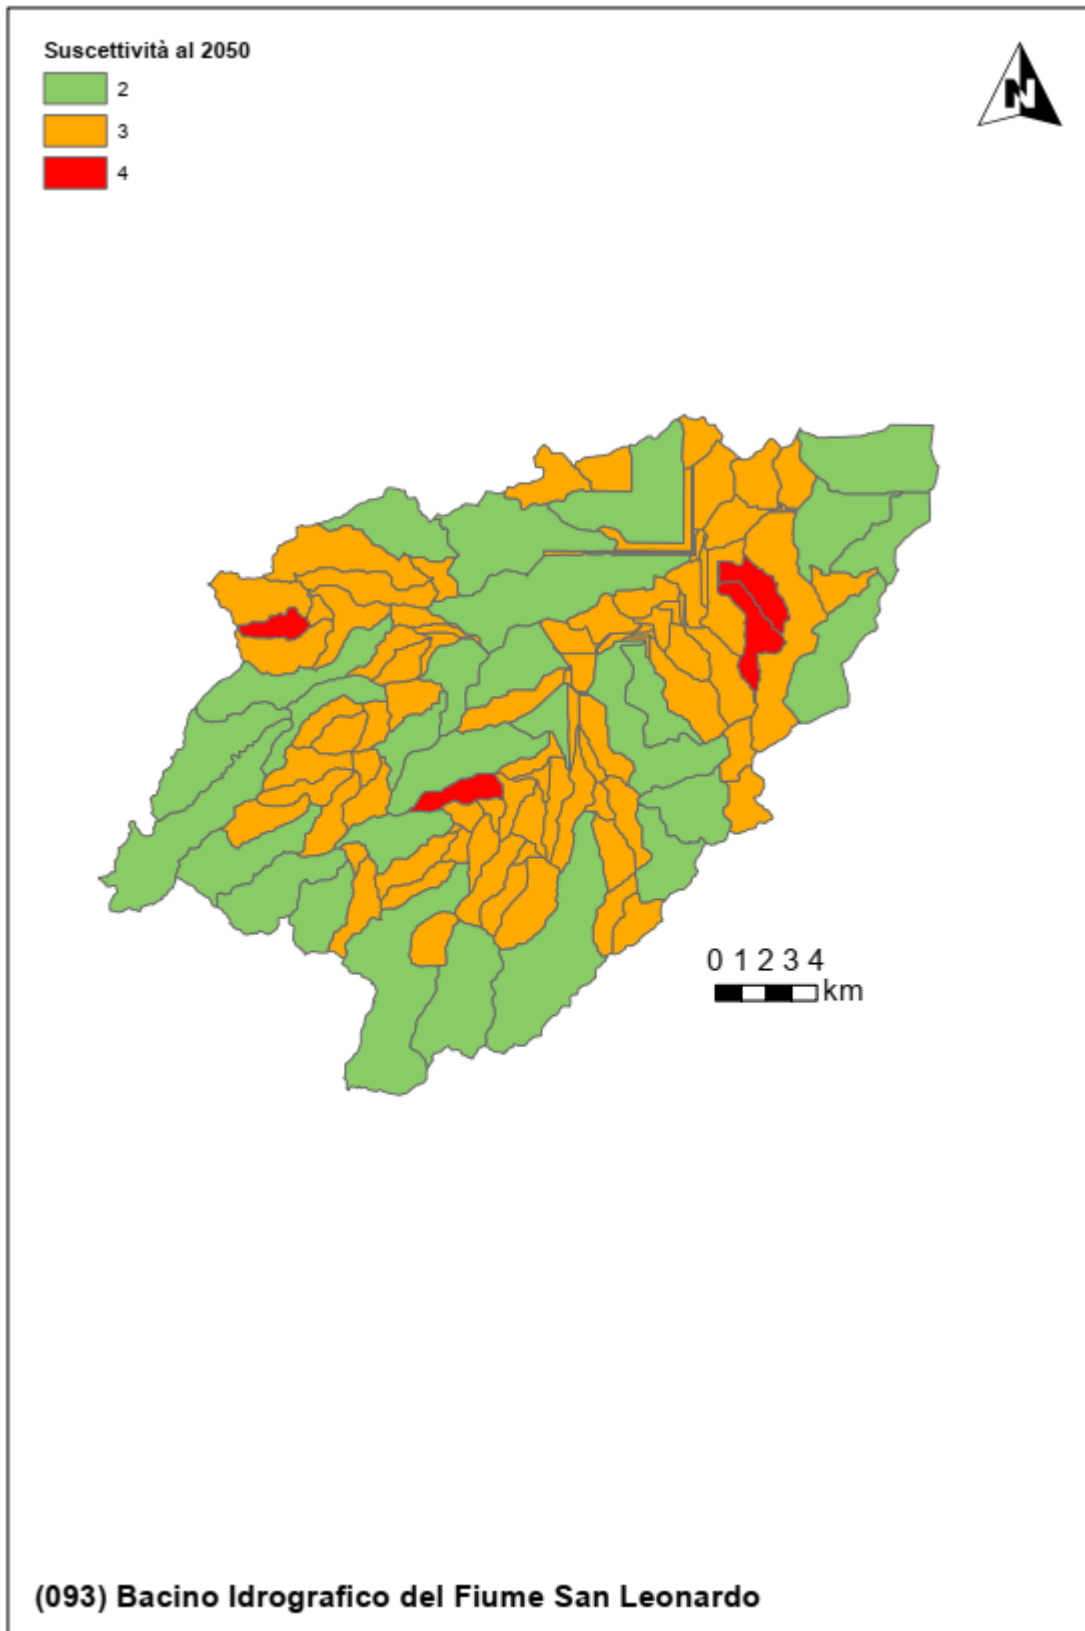 Suscettività al 2050
2
3
4
N
0 1 2 3 4
km
(093) Bacino Idrografico del Fiume San Leonardo